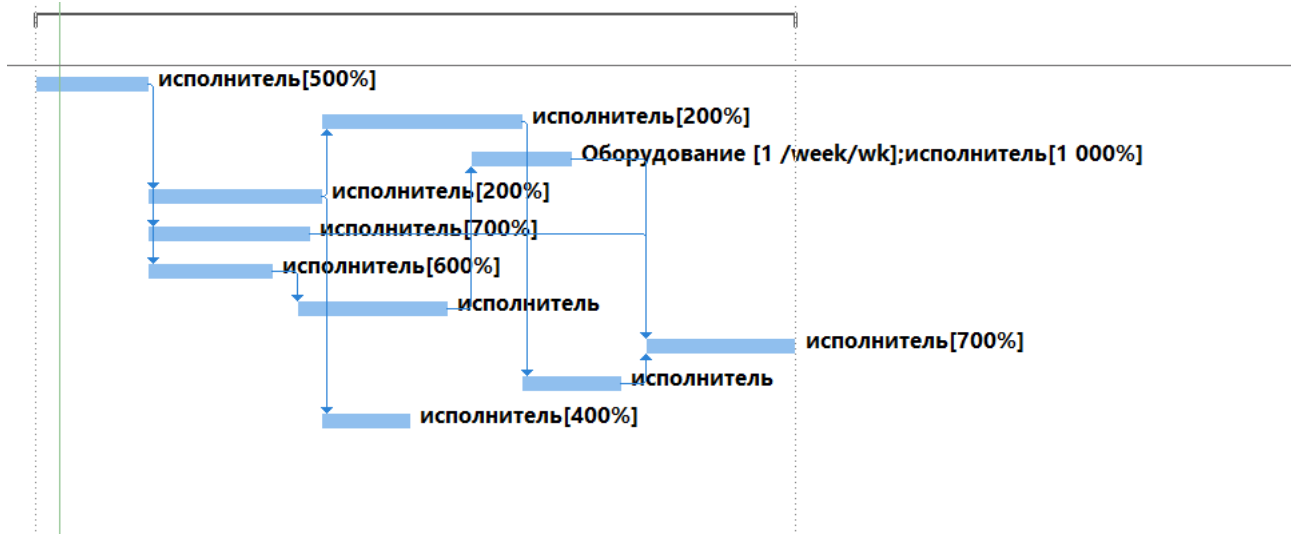 исполнитель[500%]
исполнитель[200%]
Оборудование [1 /week/wk];исполнитель[1 000%]
исполнитель[200%]
исполнитель[700%]
исполнитель[600%]
исполнитель
исполнитель[700%]
исполнитель
исполнитель[400%]